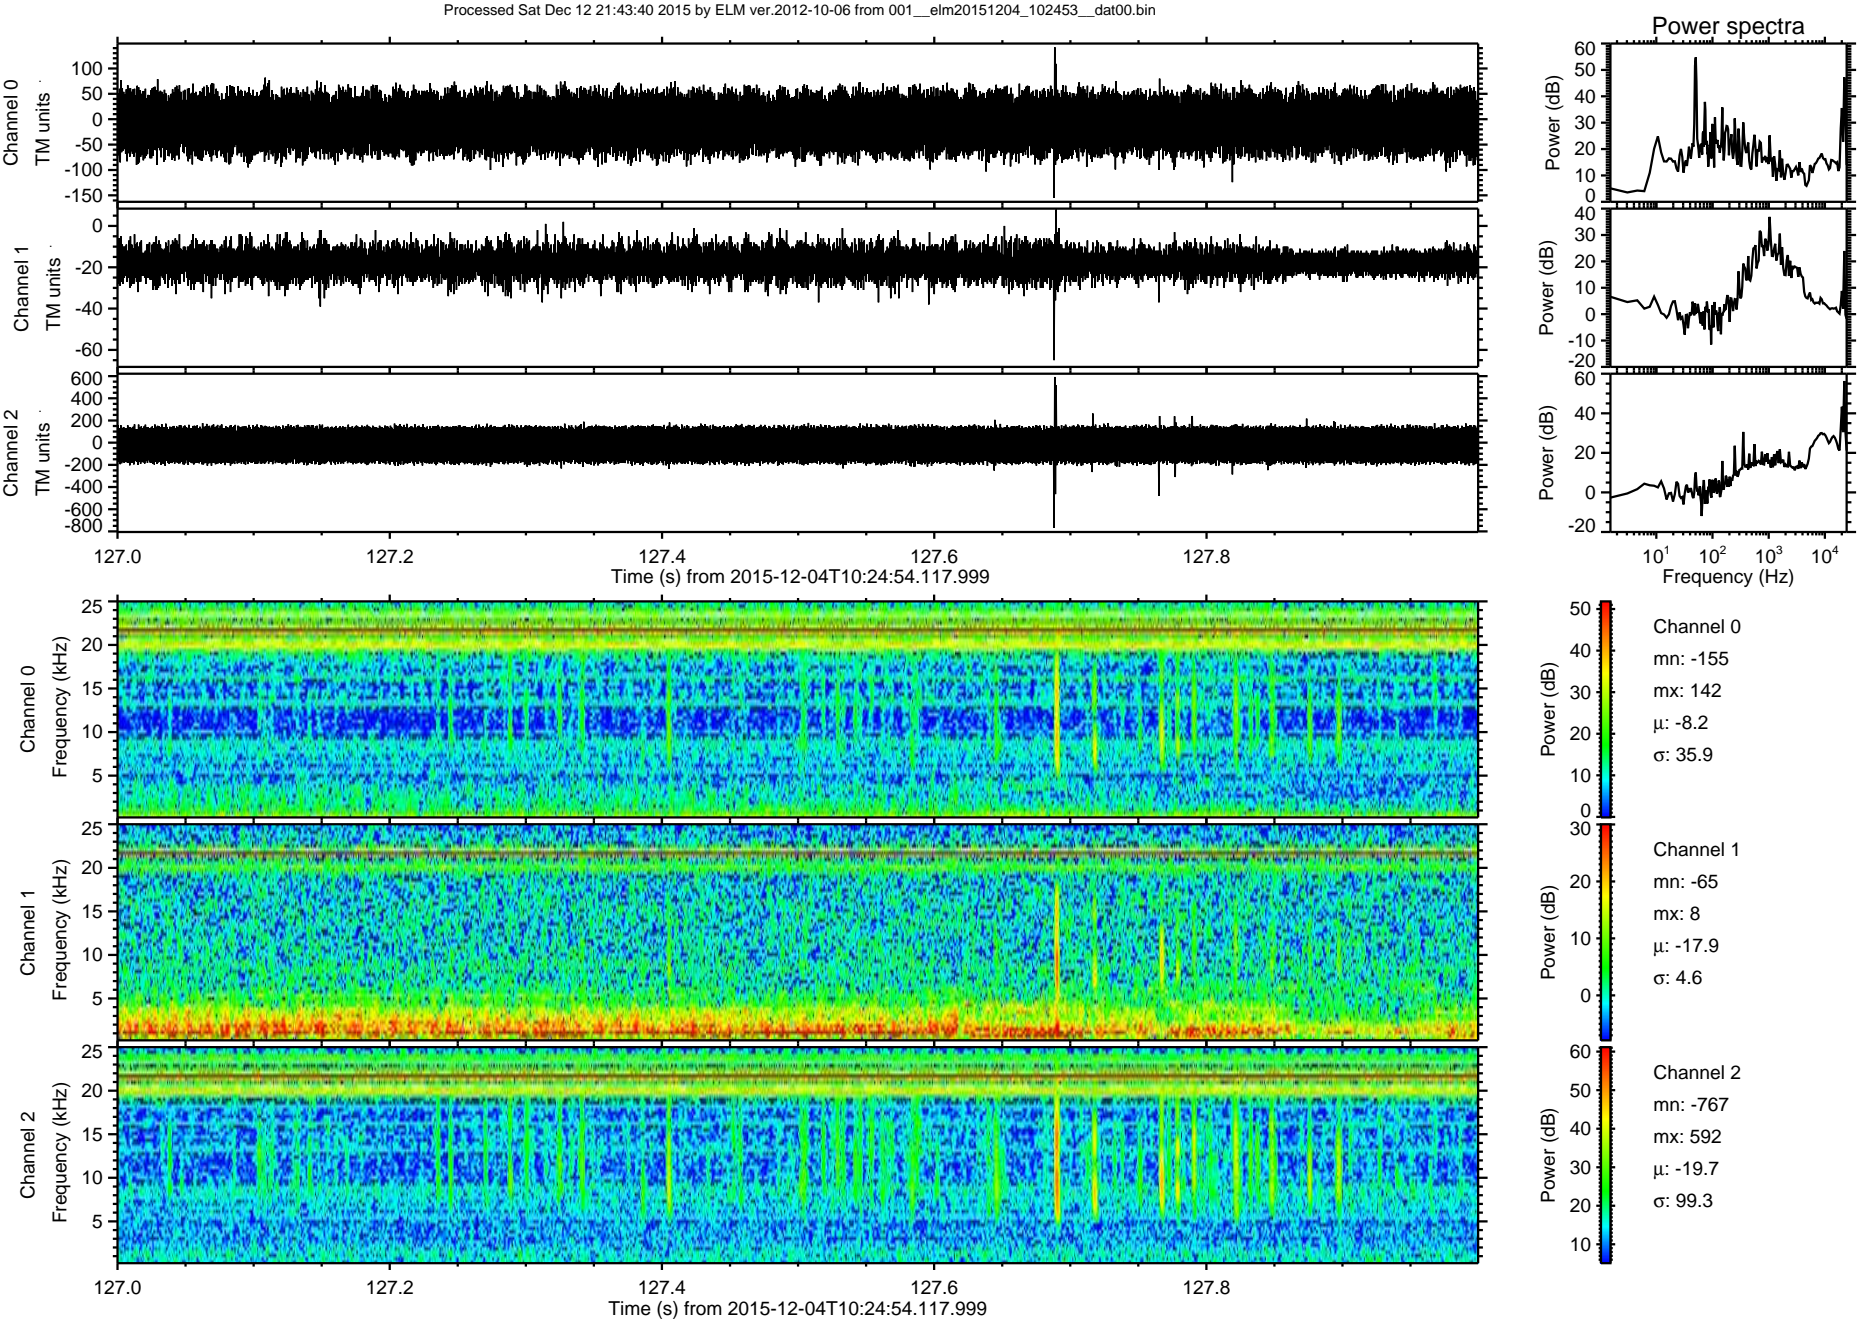 Processed Sat Dec 12 21:43:40 2015 by ELM ver.2012-10-06 from 001__elm20151204_102453__dat00.bin
Power spectra
Channel 0
TM units
100
50
0
-50
-100
-150
Power (dB)
60
50
40
30
20
10
0
Channel 1
TM units
0
-20
-40
-60
Power (dB)
40
30
20
10
0
-10
-20
Channel 2
TM units
600
400
200
0
-200
-400
-600
-800
Power (dB)
60
40
20
0
-20
127.0 127.2 127.4 127.6 127.8
Time (s) from 2015-12-04T10:24:54.117.999
10¹ 10² 10³ 10⁴
Frequency (Hz)
Channel 0
Frequency (kHz)
25
20
15
10
5
Power (dB)
50
40
30
20
10
0
Channel 0
mn: -155
mx: 142
μ: -8.2
σ: 35.9
Channel 1
Frequency (kHz)
25
20
15
10
5
Power (dB)
30
20
10
0
Channel 1
mn: -65
mx: 8
μ: -17.9
σ: 4.6
Channel 2
Frequency (kHz)
25
20
15
10
5
Power (dB)
60
50
40
30
20
10
Channel 2
mn: -767
mx: 592
μ: -19.7
σ: 99.3
127.0 127.2 127.4 127.6 127.8
Time (s) from 2015-12-04T10:24:54.117.999